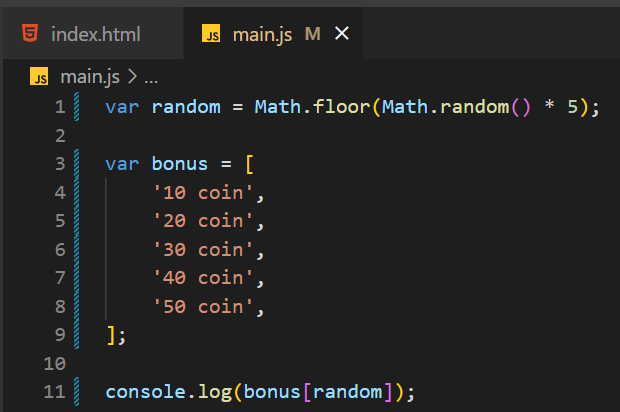 index.html
JS main.js M ×
JS main.js > ...
1 var random = Math.floor(Math.random() * 5);
2
3 var bonus = [
4     '10 coin',
5     '20 coin',
6     '30 coin',
7     '40 coin',
8     '50 coin',
9 ];
10
11 console.log(bonus[random]);